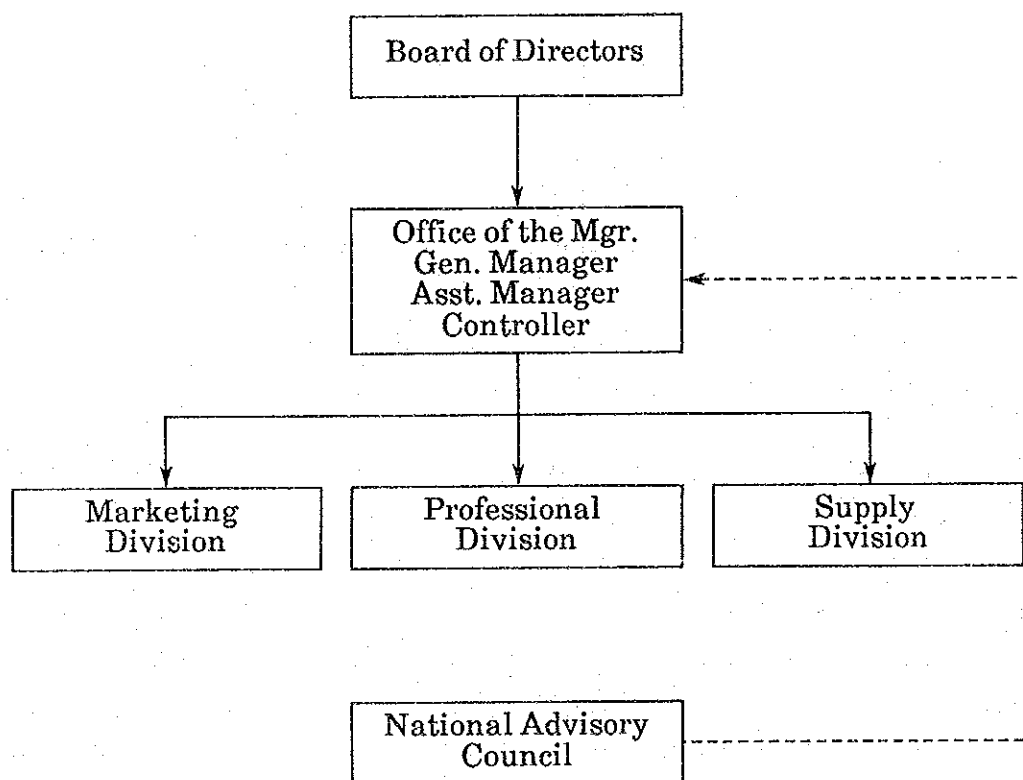 Board of Directors
Office of the Mgr.
Gen. Manager
Asst. Manager
Controller
Marketing
Division
Professional
Division
Supply
Division
National Advisory
Council